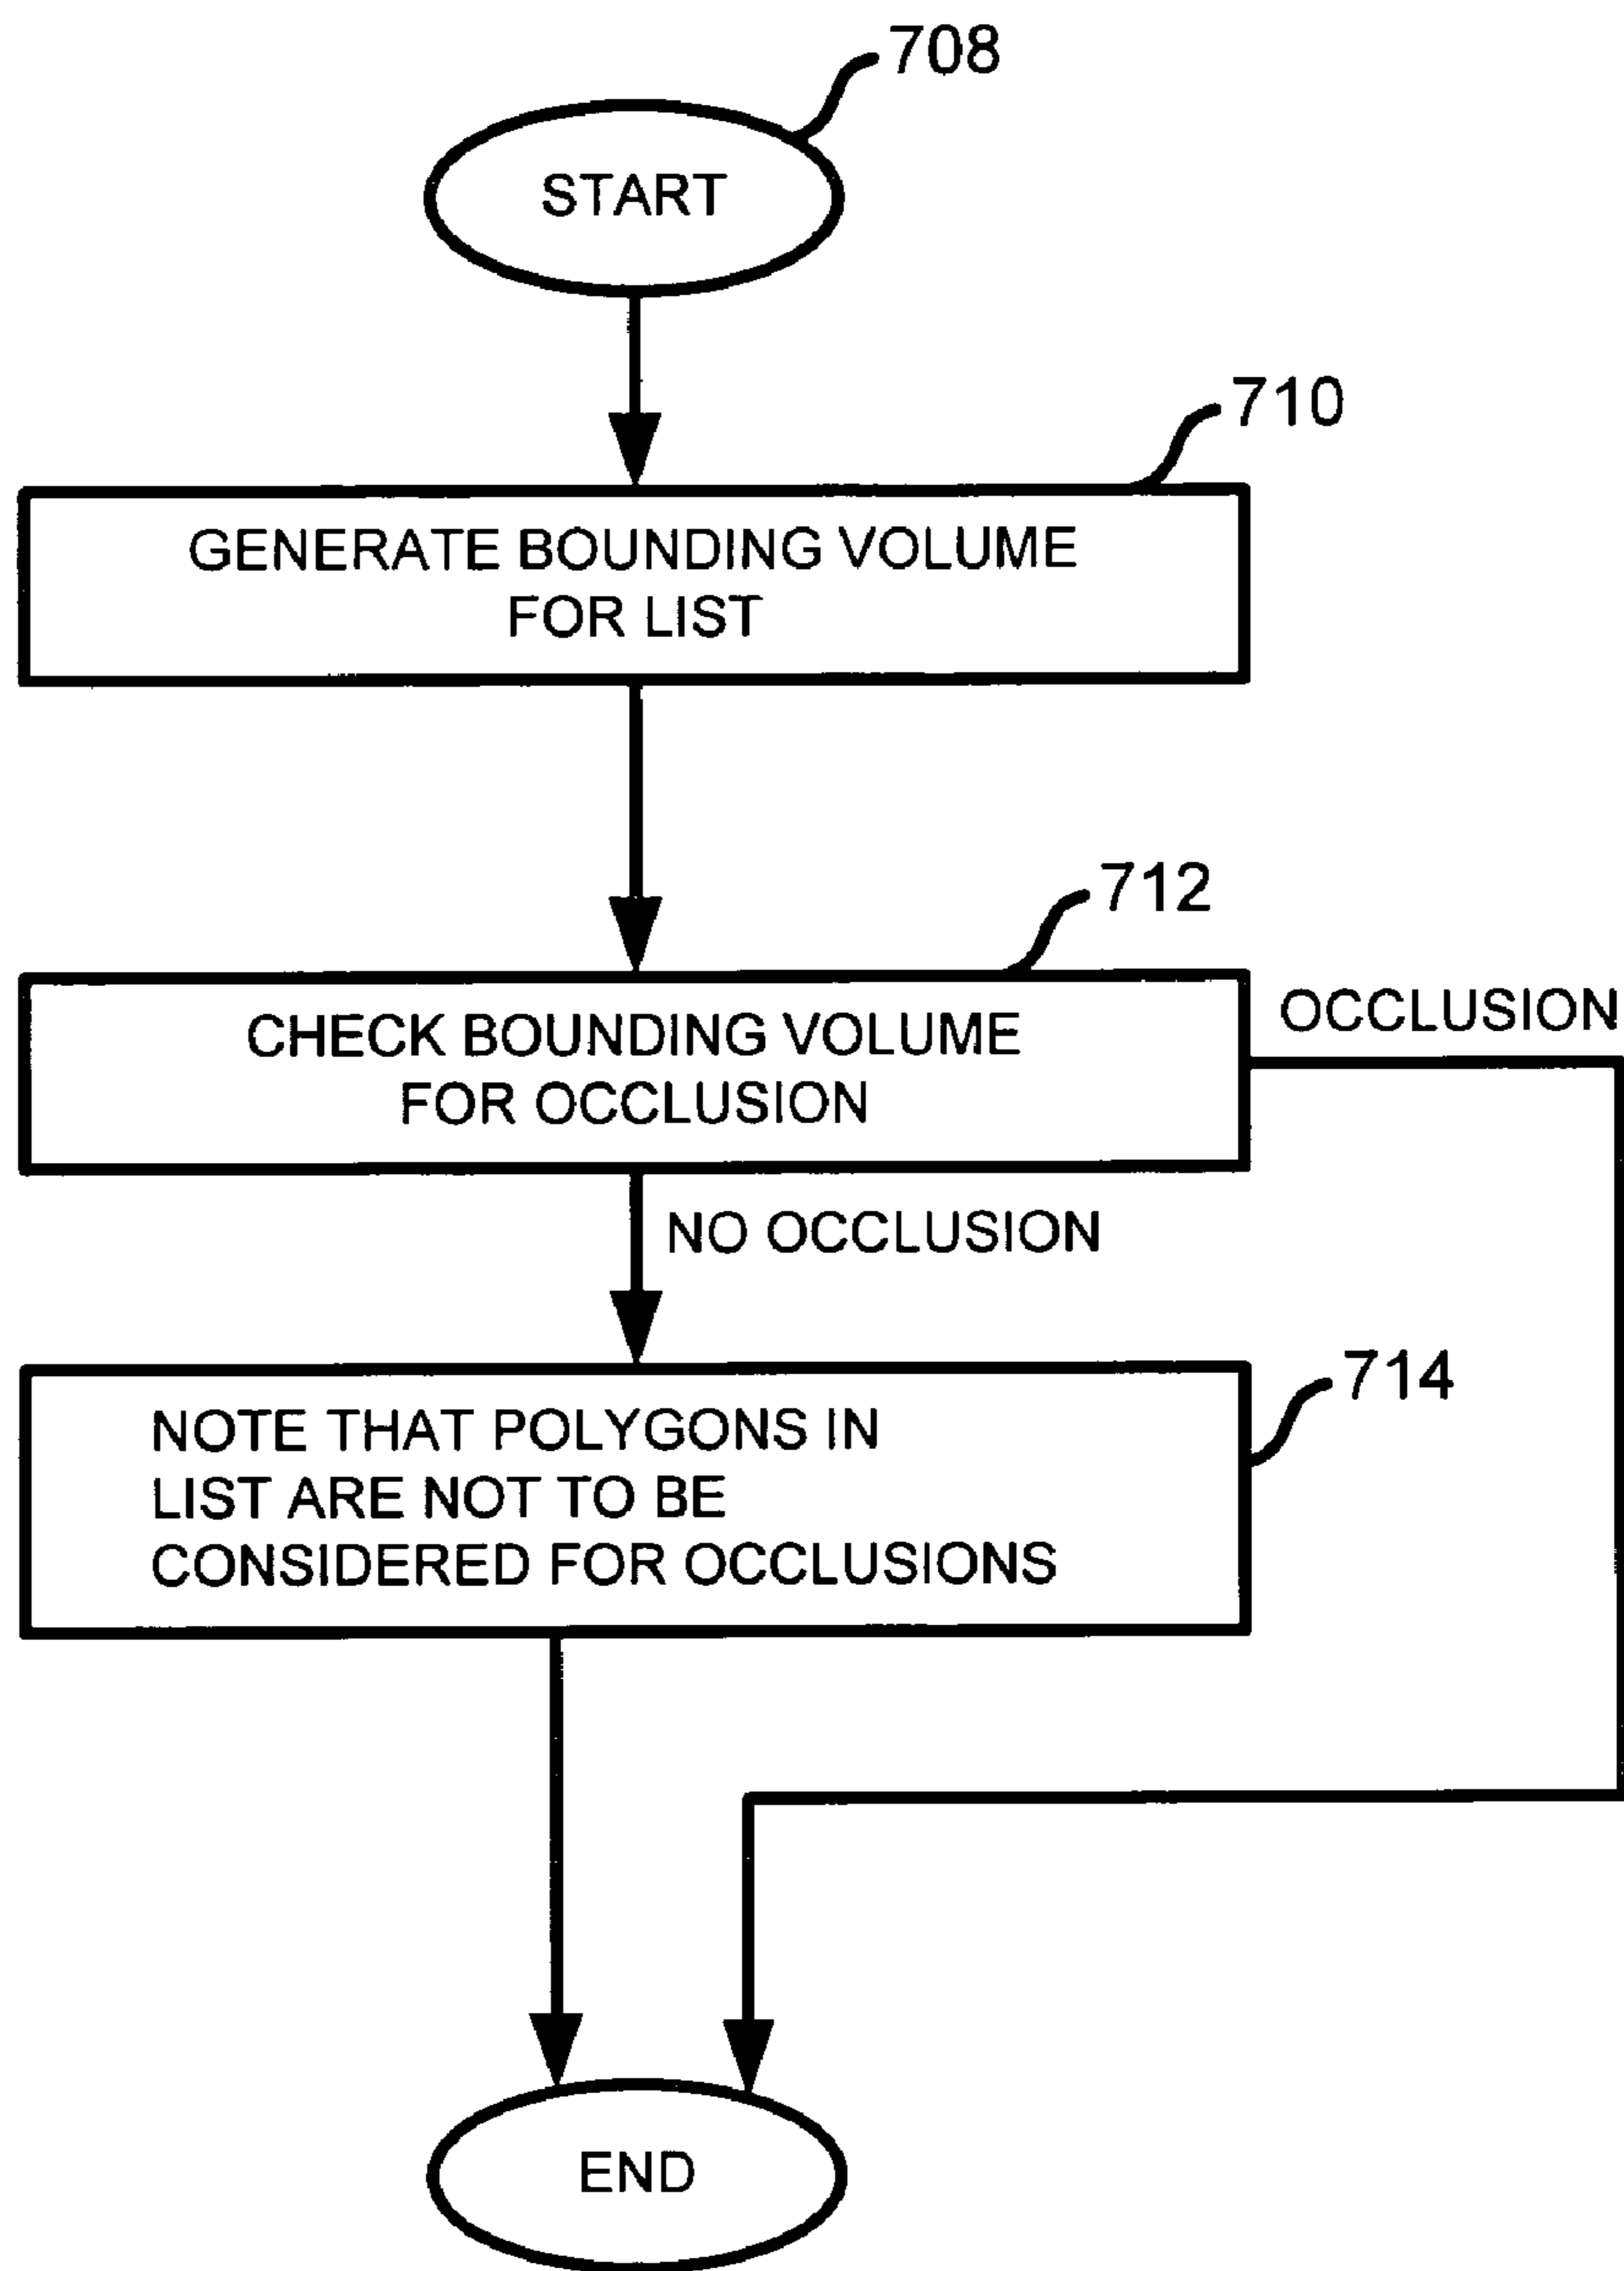 708
START
710
GENERATE BOUNDING VOLUME
FOR LIST
712
CHECK BOUNDING VOLUME
FOR OCCLUSION
OCCLUSION
NO OCCLUSION
714
NOTE THAT POLYGONS IN
LIST ARE NOT TO BE
CONSIDERED FOR OCCLUSIONS
END